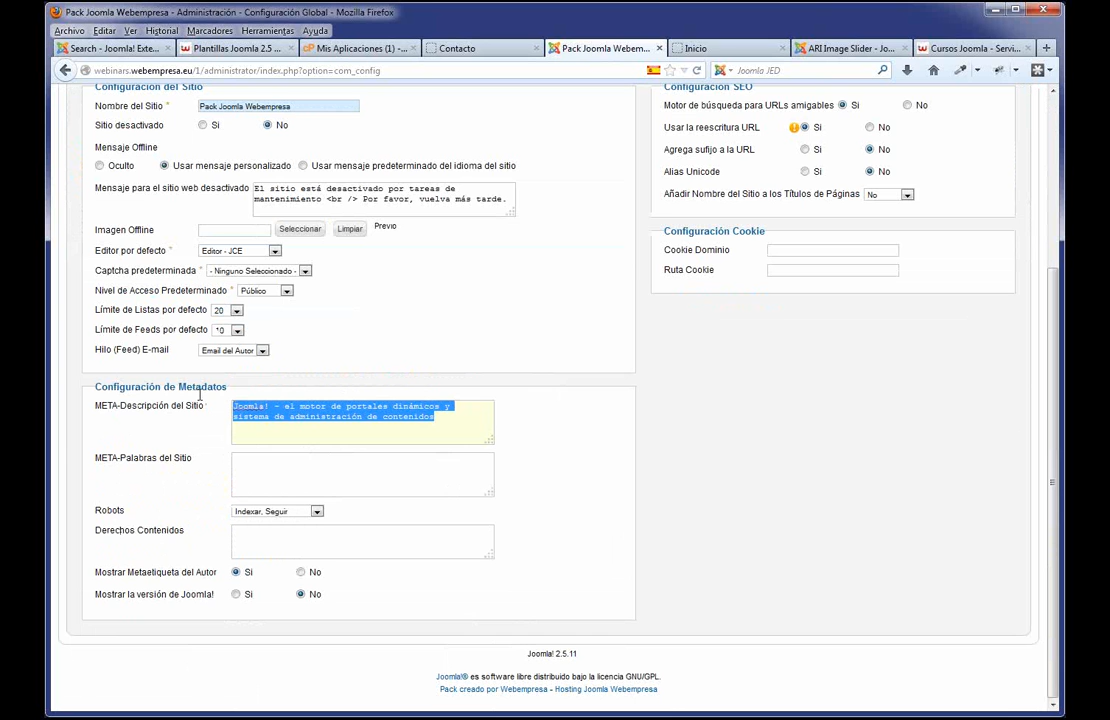 Pack Joomla Webempresa - Administración - Configuración Global - Mozilla Firefox
Archivo Editar Ver Historial Marcadores Herramientas Ayuda
Search - Joomla! Exte... Plantillas Joomla 2.5 ... Mis Aplicaciones (1) -... Contacto Pack Joomla Webem... Inicio ARI Image Slider - Joo... Cursos Joomla - Servi...
webinars.webempresa.eu/1/administrator/index.php?option=com_config
Joomla JED
Configuración del Sitio
Nombre del Sitio *
Pack Joomla Webempresa
Sitio desactivado
Si
No
Mensaje Offline
Oculto
Usar mensaje personalizado
Usar mensaje predeterminado del idioma del sitio
Mensaje para el sitio web desactivado
El sitio está desactivado por tareas de
mantenimiento <br /> Por favor, vuelva más tarde.
Imagen Offline
Seleccionar
Limpiar
Previo
Editor por defecto *
Editor - JCE
Captcha predeterminada *
- Ninguno Seleccionado -
Nivel de Acceso Predeterminado *
Público
Límite de Listas por defecto
20
Límite de Feeds por defecto
10
Hilo (Feed) E-mail
Email del Autor
Configuración de Metadatos
META-Descripción del Sitio
Joomla! - el motor de portales dinámicos y
sistema de administración de contenidos
META-Palabras del Sitio
Robots
Indexar, Seguir
Derechos Contenidos
Mostrar Metaetiqueta del Autor
Si
No
Mostrar la versión de Joomla!
Si
No
Configuración SEO
Motor de búsqueda para URLs amigables
Si
No
Usar la reescritura URL
Si
No
Agrega sufijo a la URL
Si
No
Alias Unicode
Si
No
Añadir Nombre del Sitio a los Títulos de Páginas
No
Configuración Cookie
Cookie Dominio
Ruta Cookie
Joomla! 2.5.11
Joomla!® es software libre distribuido bajo la licencia GNU/GPL.
Pack creado por Webempresa - Hosting Joomla Webempresa